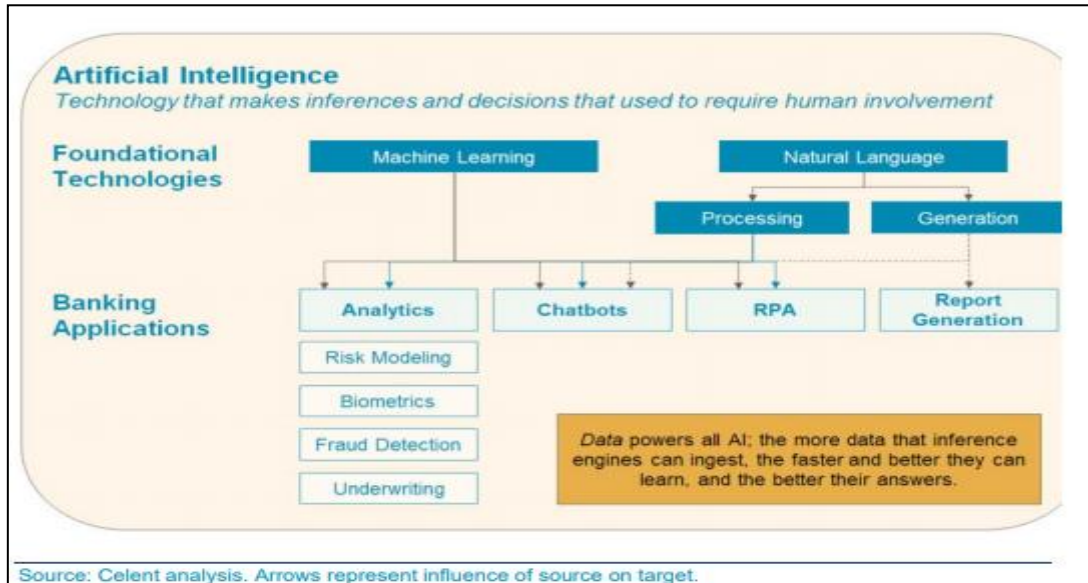 Artificial Intelligence
Technology that makes inferences and decisions that used to require human involvement
Foundational
Technologies
Machine Learning
Natural Language
Processing
Generation
Banking
Applications
Analytics
Chatbots
RPA
Report
Generation
Risk Modeling
Biometrics
Fraud Detection
Underwriting
Data powers all AI; the more data that inference
engines can ingest, the faster and better they can
learn, and the better their answers.
Source: Celent analysis. Arrows represent influence of source on target.